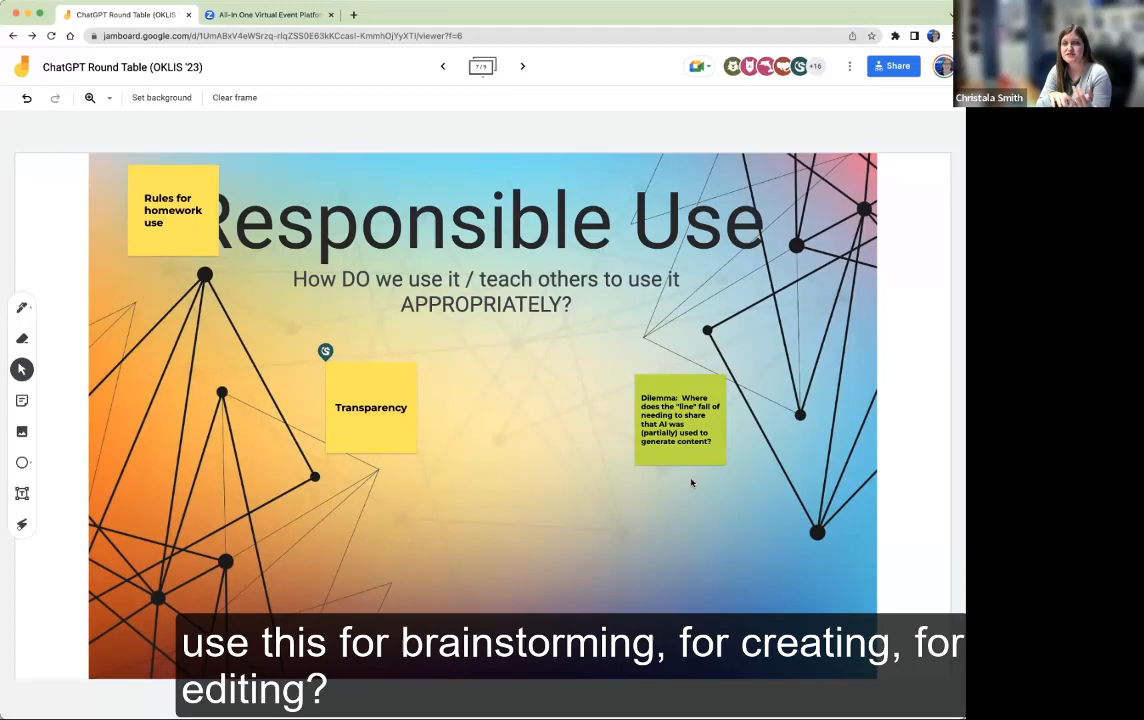 ChatGPT Round Table (OKLIS
All-In One Virtual Event Platfor
jamboard.google.com/d/1UmABxV4eWSrzq-rlqZSS0E63kKCcasI-KmmhOjYyXTI/viewer?f=6
ChatGPT Round Table (OKLIS '23)
7/9
+16
Share
Christala Smith
Set background
Clear frame
Rules for
homework
use
Responsible Use
How DO we use it / teach others to use it
APPROPRIATELY?
Transparency
Dilemma: Where
does the "line" fall of
needing to share
that AI was
(partially) used to
generate content?
use this for brainstorming, for creating, for
editing?